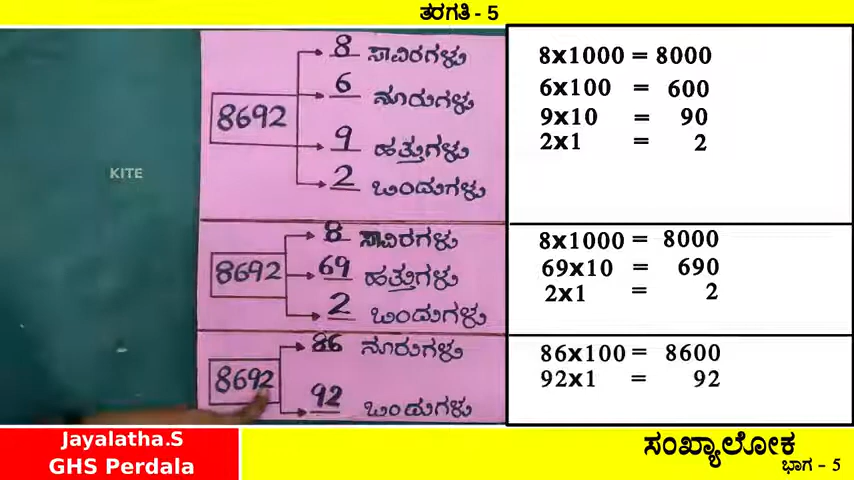 ತರಗತಿ - 5
8 ಸಾವಿರಗಳು
6 ನೂರುಗಳು
8692
9 ಹತ್ತುಗಳು
2 ಒಂದುಗಳು
8x1000 = 8000
6x100 = 600
9x10 = 90
2x1 = 2
KITE
8 ಸಾವಿರಗಳು
8692 69 ಹತ್ತುಗಳು
2 ಒಂದುಗಳು
8x1000 = 8000
69x10 = 690
2x1 = 2
86 ನೂರುಗಳು
8692
92 ಒಂದುಗಳು
86x100 = 8600
92x1 = 92
Jayalatha.S
GHS Perdala
ಸಂಖ್ಯಾಲೋಕ
ಭಾಗ - 5